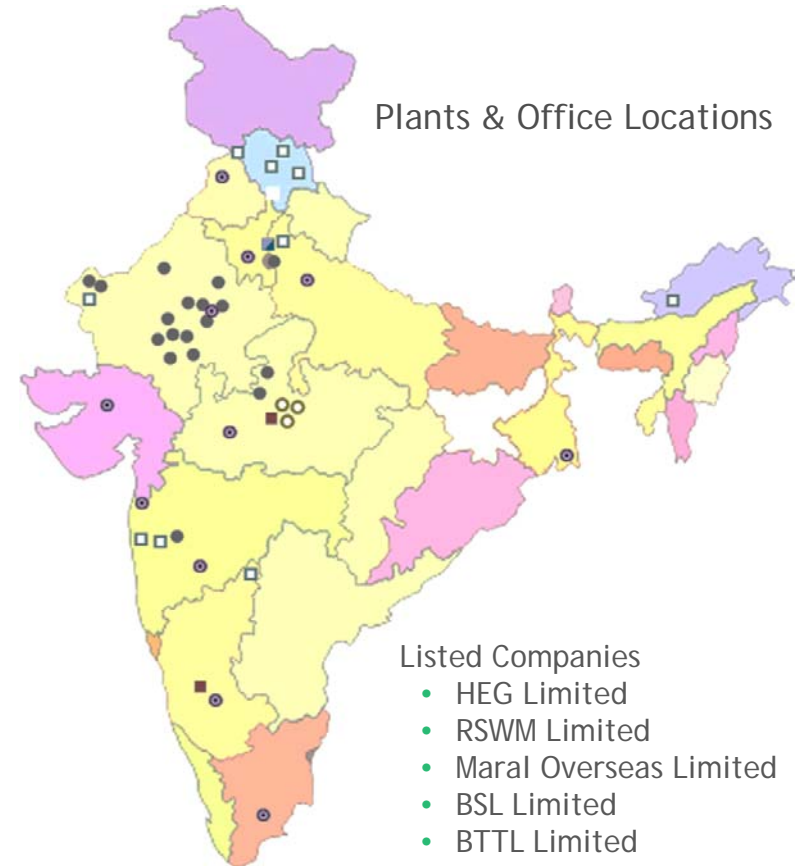 Plants & Office Locations
Listed Companies
• HEG Limited
• RSWM Limited
• Maral Overseas Limited
• BSL Limited
• BTTL Limited